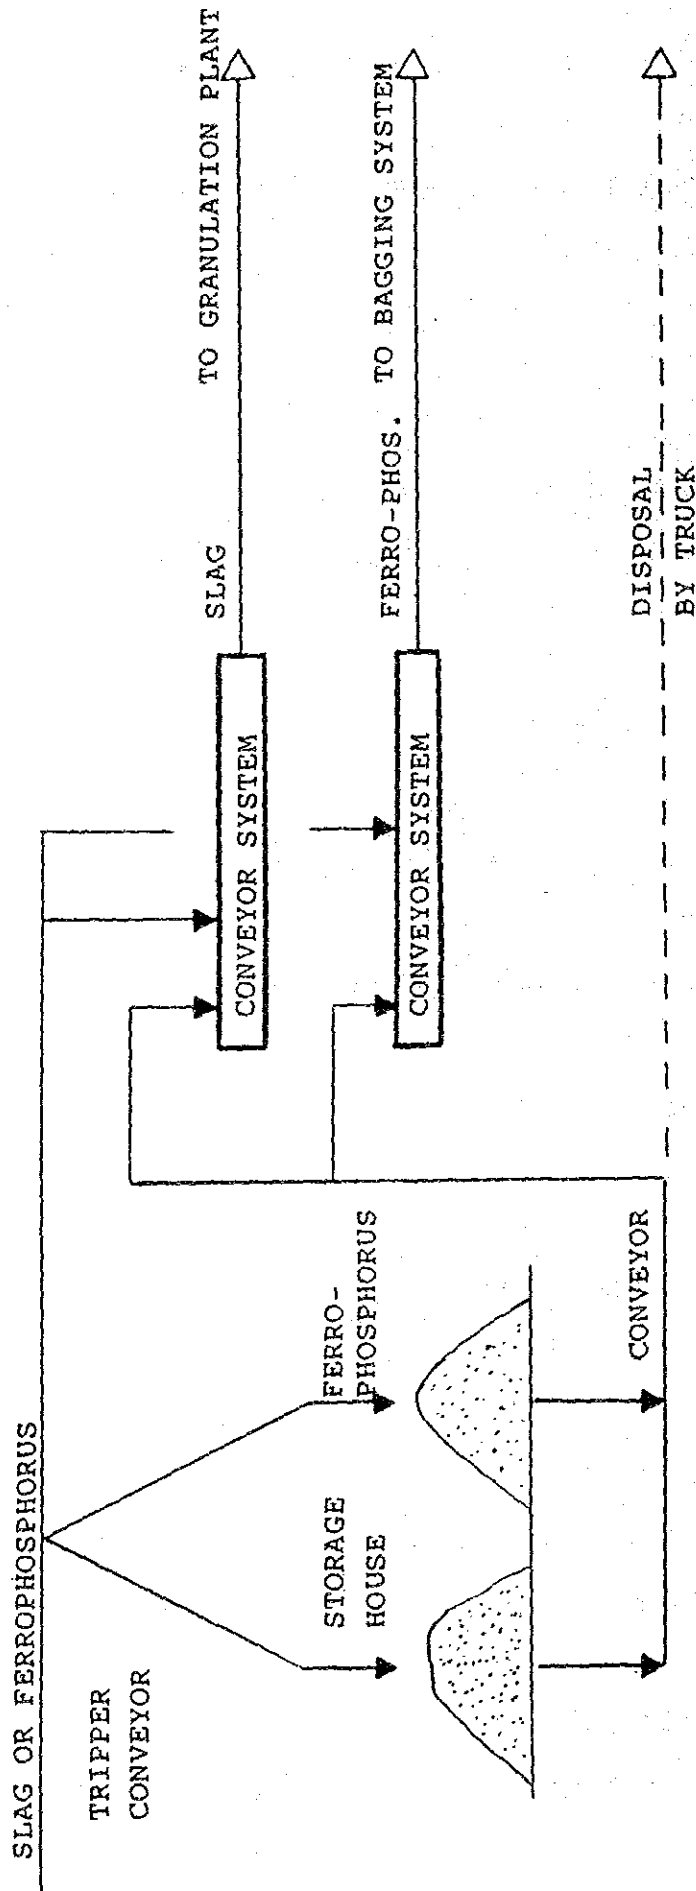 SLAG OR FERROPHOSPHORUS
TRIPPER
CONVEYOR
STORAGE
HOUSE
FERRO-
PHOSPHORUS
CONVEYOR
CONVEYOR SYSTEM
SLAG
TO GRANULATION PLANT
CONVEYOR SYSTEM
FERRO-PHOS.
TO BAGGING SYSTEM
DISPOSAL
BY TRUCK